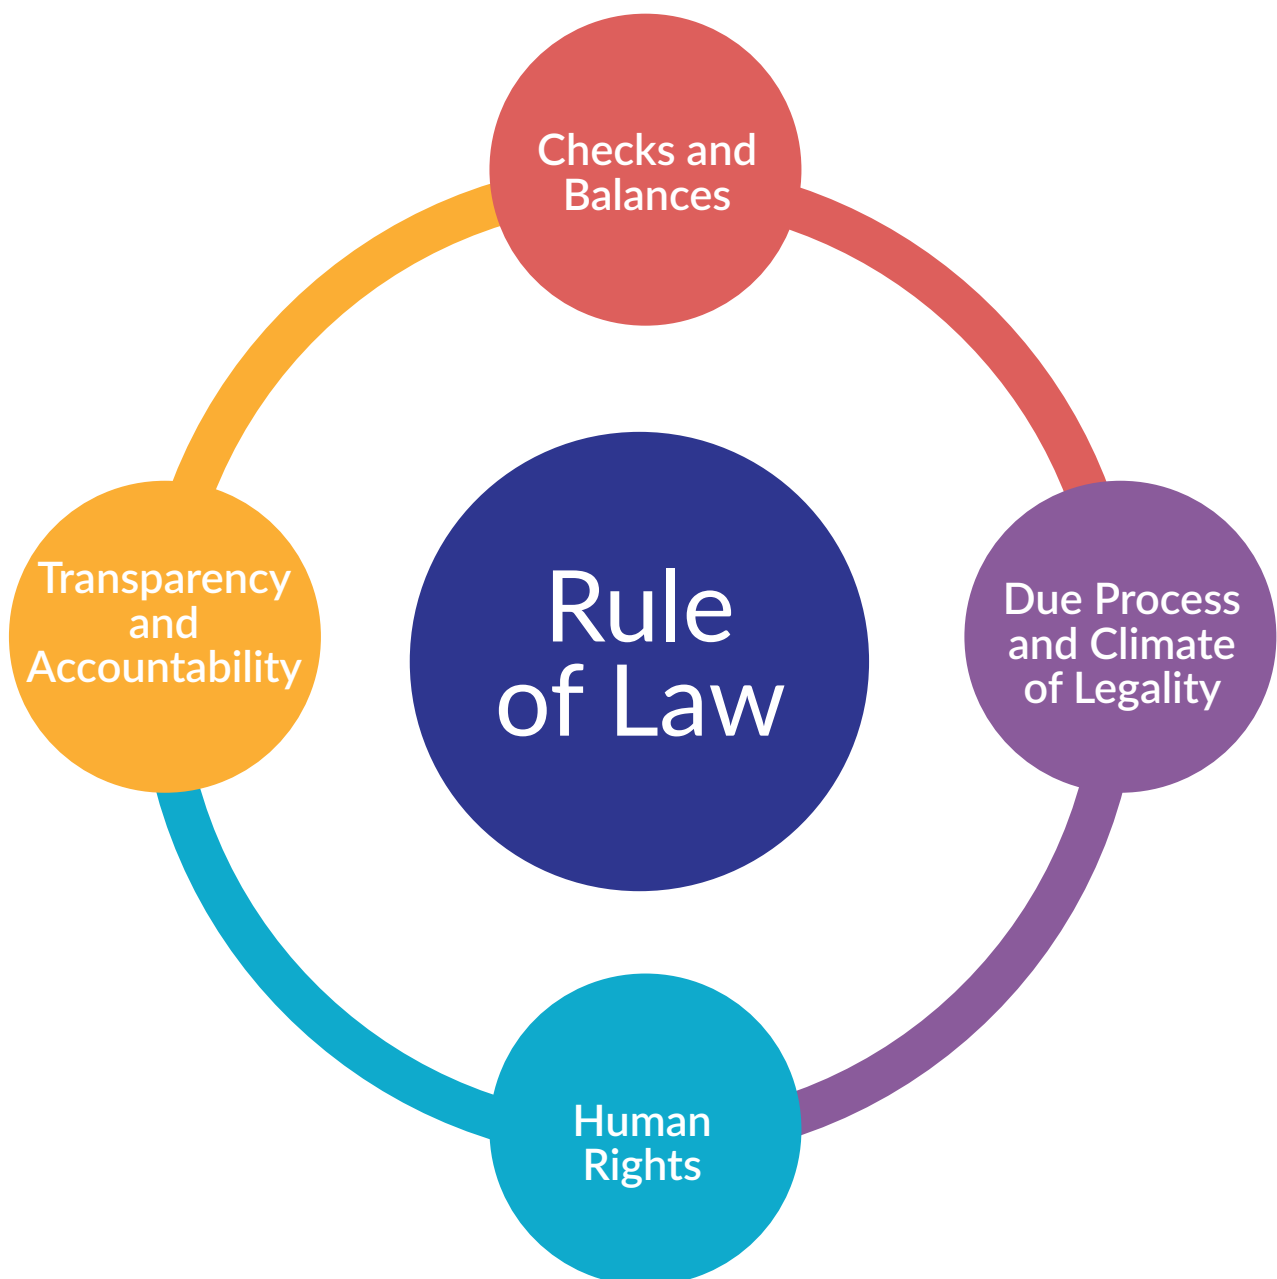 Checks and
Balances
Transparency
and
Accountability
Rule
of Law
Due Process
and Climate
of Legality
Human
Rights